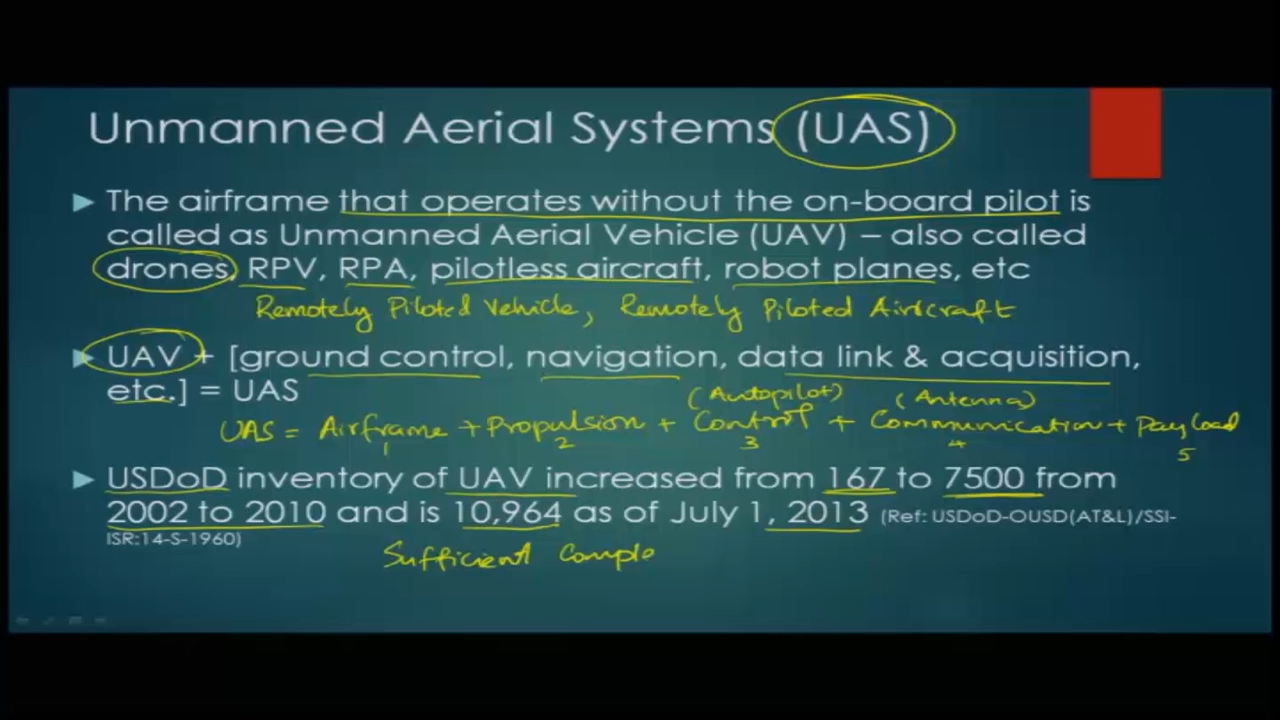 Unmanned Aerial Systems (UAS)
The airframe that operates without the on-board pilot is
called as Unmanned Aerial Vehicle (UAV) – also called
drones, RPV, RPA, pilotless aircraft, robot planes, etc
Remotely Piloted Vehicle, Remotely Piloted Aircraft
UAV + [ground control, navigation, data link & acquisition,
etc.] = UAS
(Autopilot) (Antenna)
UAS = Airframe + Propulsion + Control + Communication + Payload
1 2 3 4 5
USDoD inventory of UAV increased from 167 to 7500 from
2002 to 2010 and is 10,964 as of July 1, 2013 (Ref: USDoD-OUSD(AT&L)/SSI-
ISR:14-S-1960)
Sufficient Comple